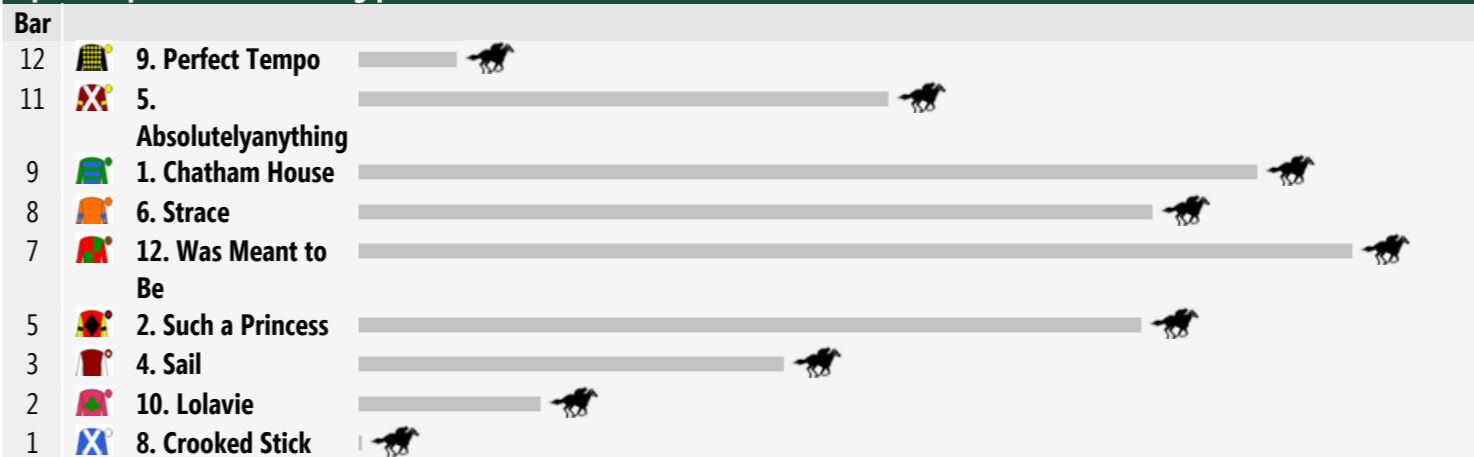 Bar
12 9. Perfect Tempo
11 5.
Absolutelyanything
9 1. Chatham House
8 6. Strace
7 12. Was Meant to
Be
5 2. Such a Princess
3 4. Sail
2 10. Lolavie
1 8. Crooked Stick